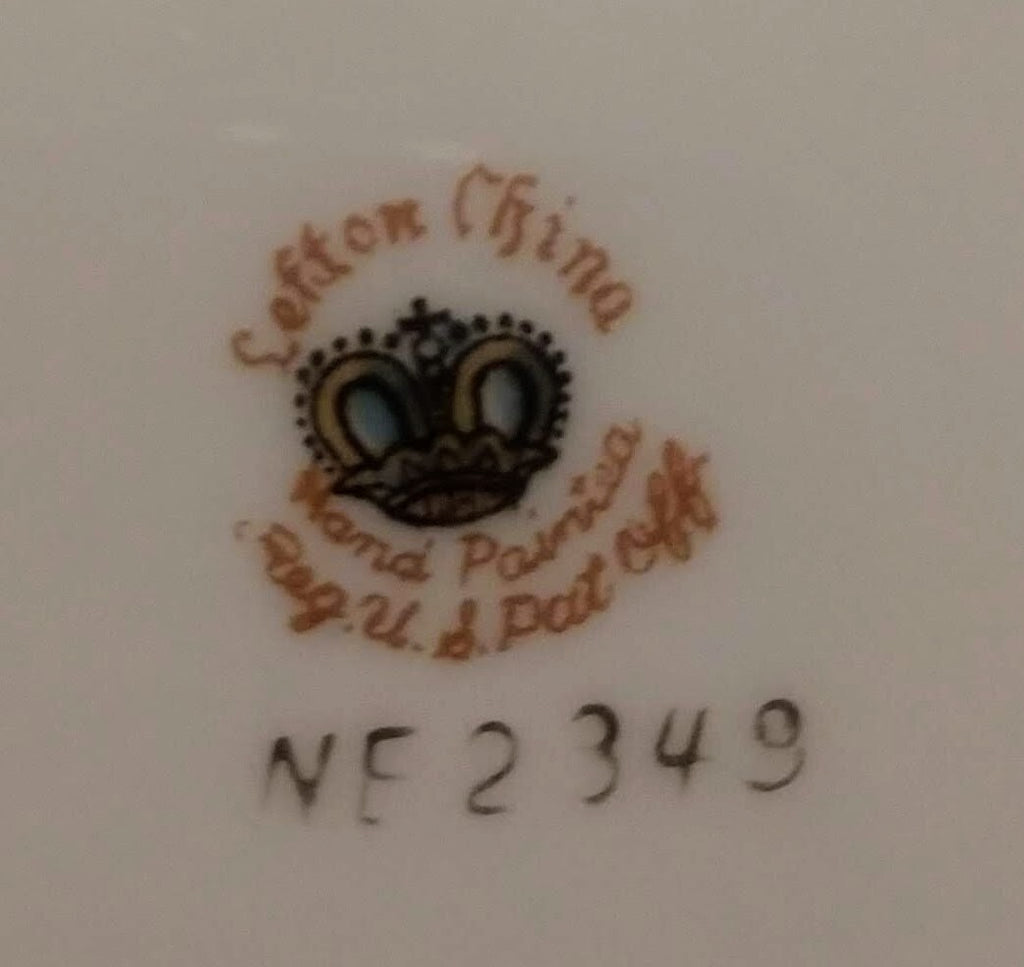 Lefton China
Hand Painted
Reg. U.S. Pat Off
NE2349